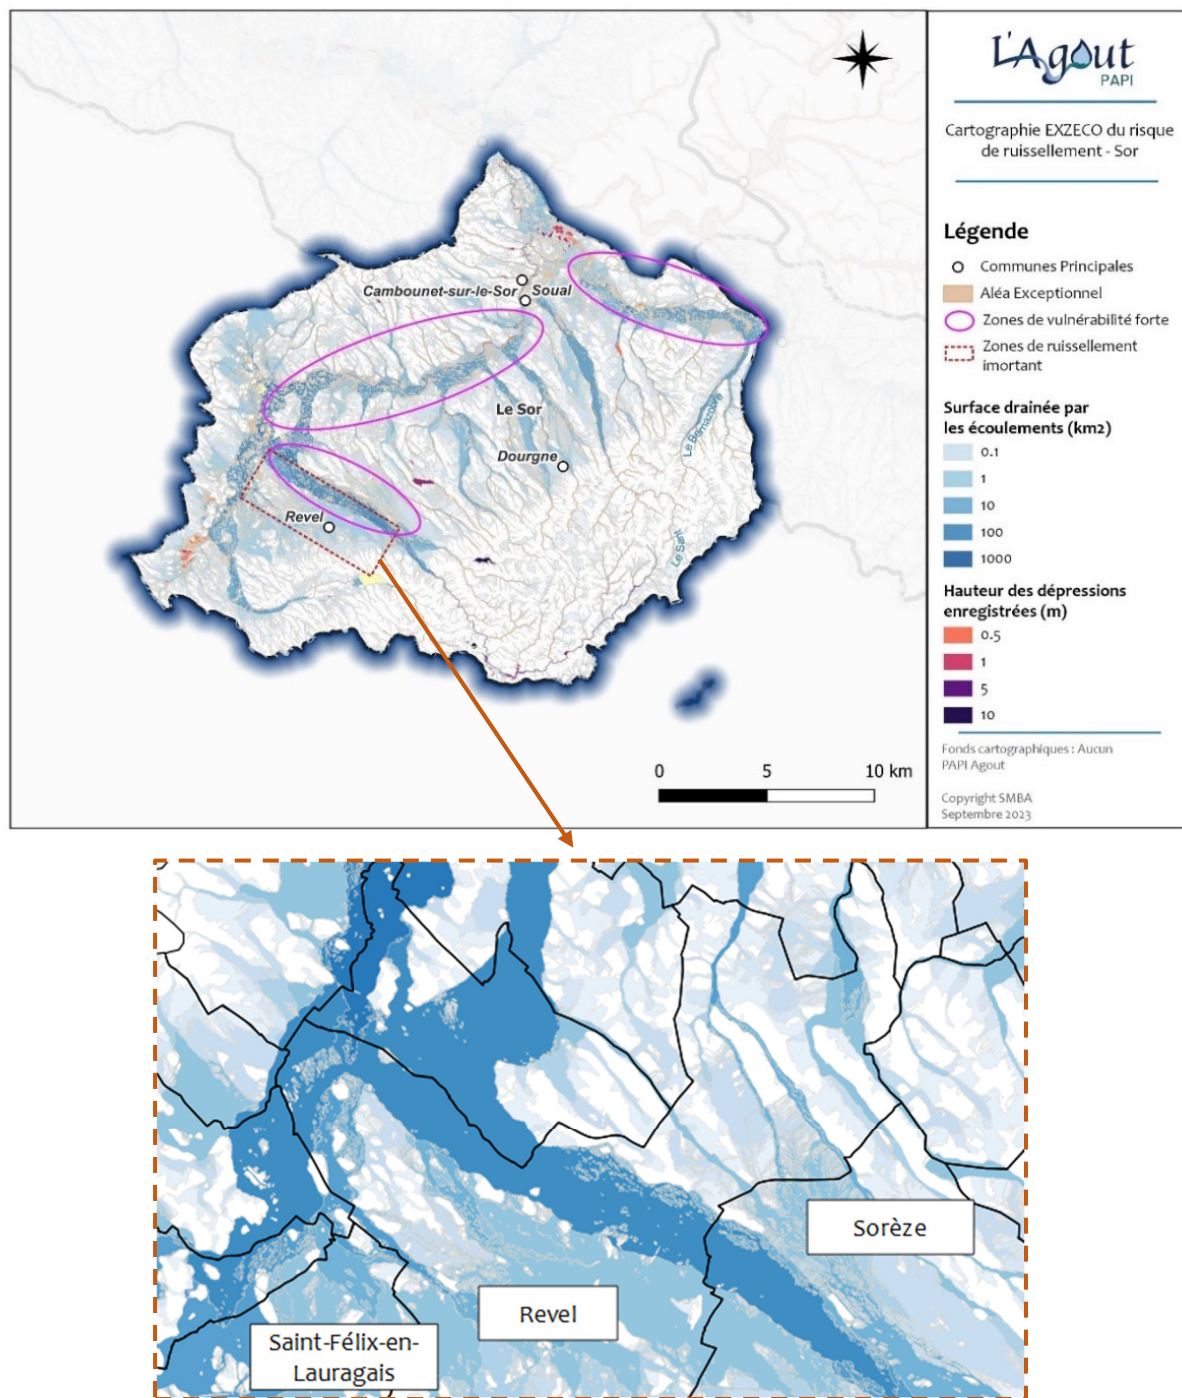 L'Agout
PAPI
Cartographie EXZECO du risque
de ruissellement - Sor
Légende
Communes Principales
Aléa Exceptionnel
Zones de vulnérabilité forte
Zones de ruissellement
imortant
Surface drainée par
les écoulements (km2)
0.1
1
10
100
1000
Hauteur des dépressions
enregistrées (m)
0.5
1
5
10
Fonds cartographiques : Aucun
PAPI Agout
Copyright SMBA
Septembre 2023
Cambounet-sur-le-Sor
Soual
Le Sor
Dourgne
Revel
Le Bernazobre
Le Sant
0
5
10 km
Sorèze
Revel
Saint-Félix-en-
Lauragais